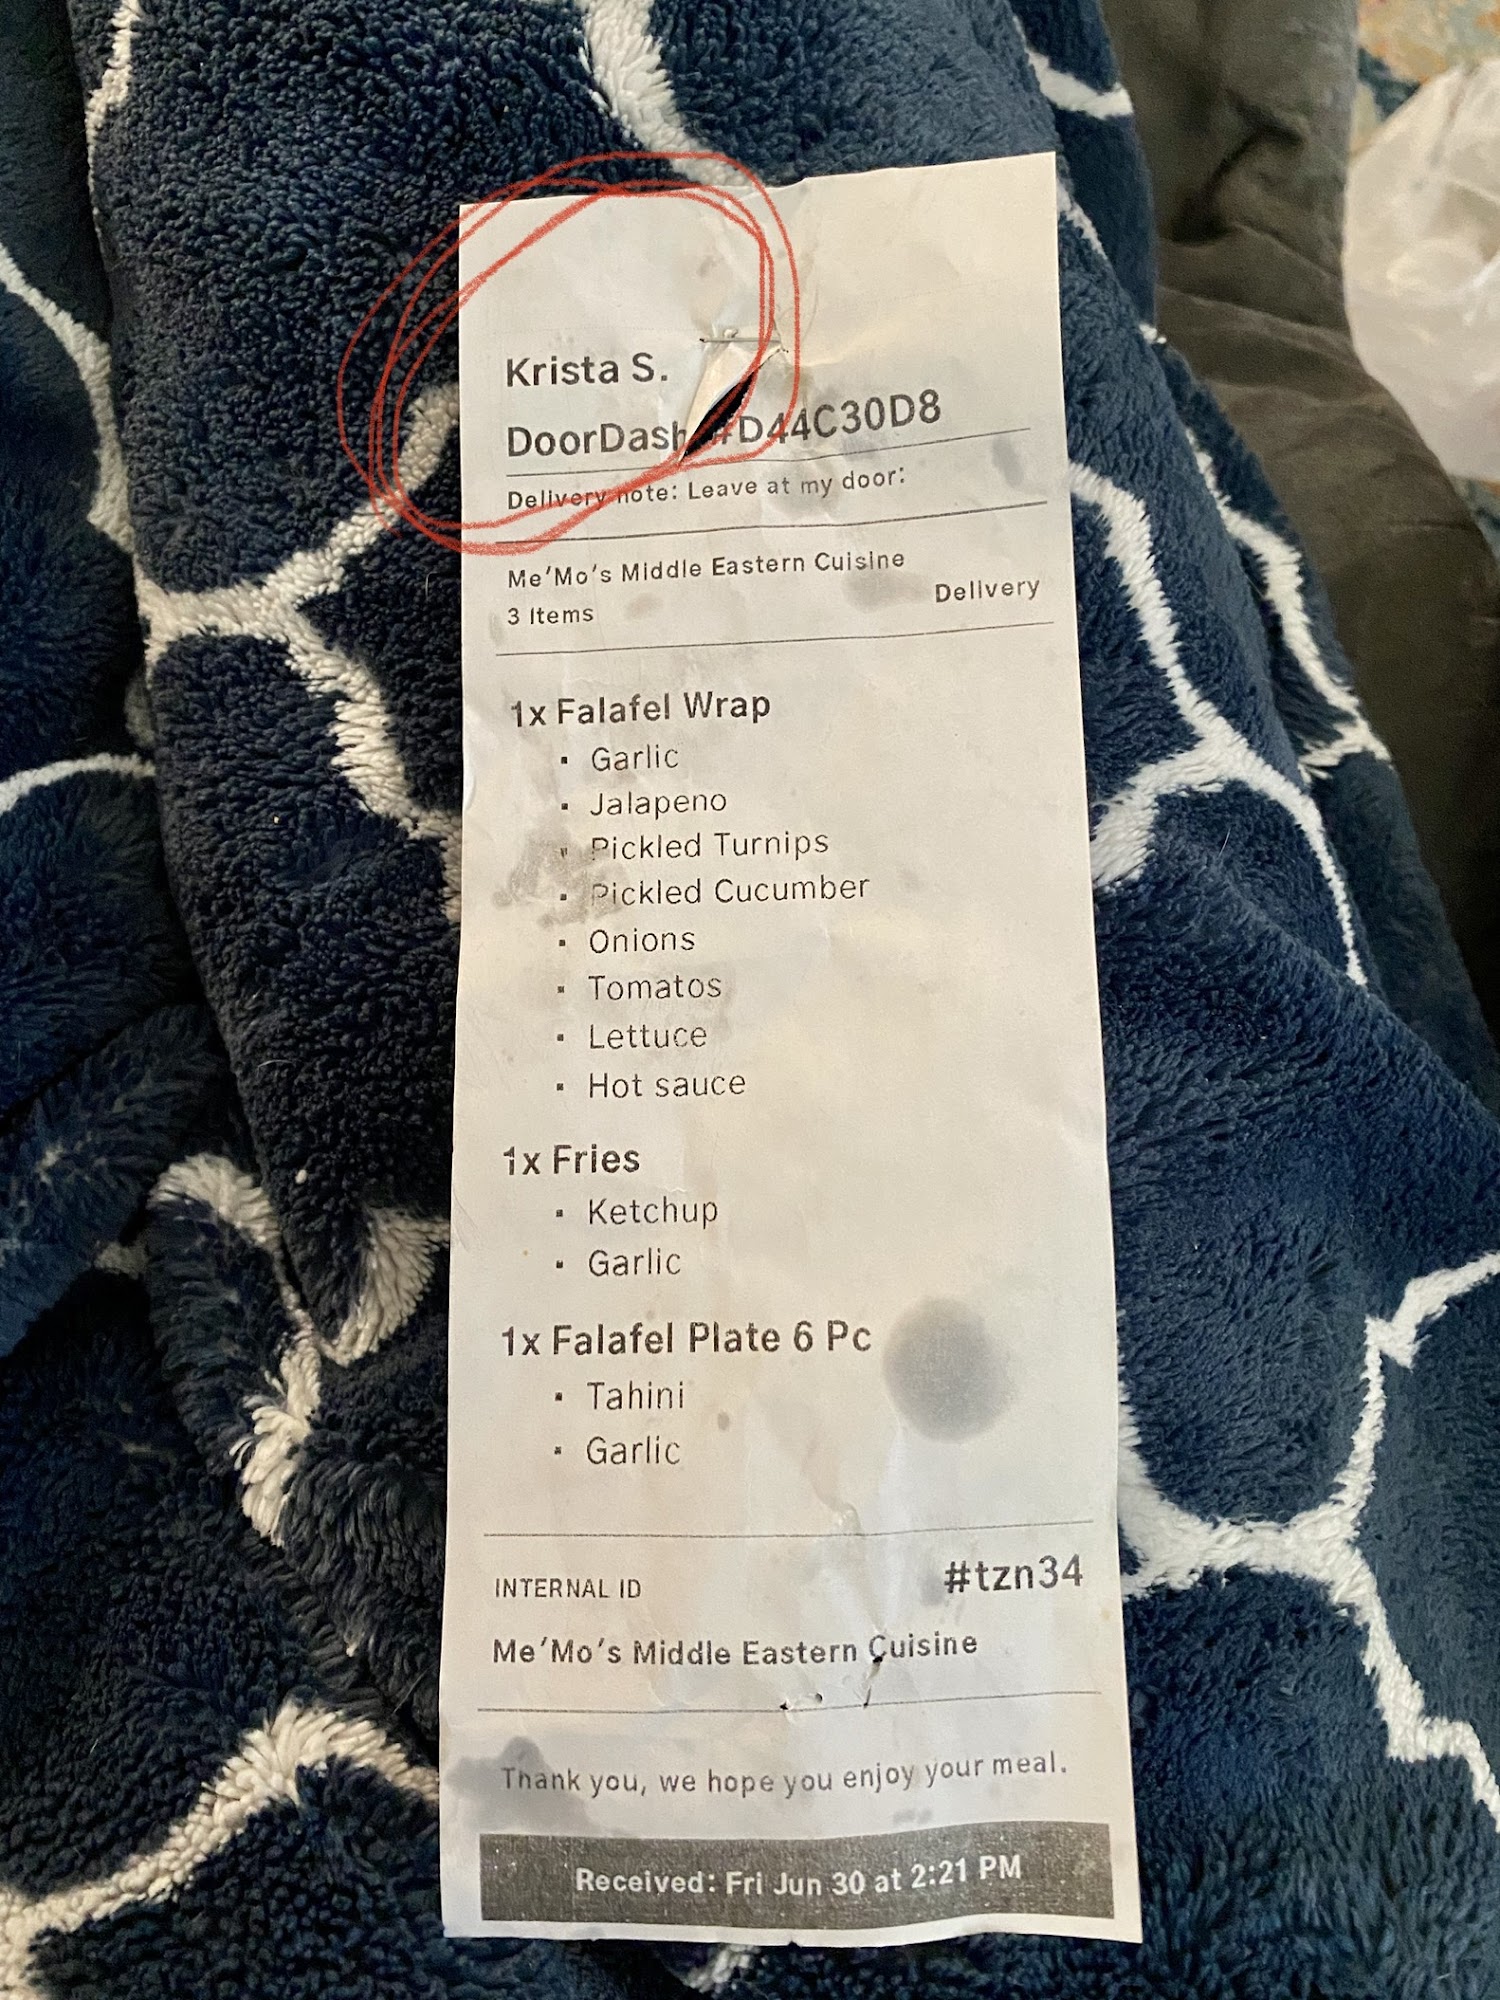 Krista S.
DoorDash #D44C30D8
Delivery note: Leave at my door:
Me'Mo's Middle Eastern Cuisine
3 Items Delivery
1x Falafel Wrap
▪ Garlic
▪ Jalapeno
▪ Pickled Turnips
▪ Pickled Cucumber
▪ Onions
▪ Tomatos
▪ Lettuce
▪ Hot sauce
1x Fries
▪ Ketchup
▪ Garlic
1x Falafel Plate 6 Pc
▪ Tahini
▪ Garlic
INTERNAL ID #tzn34
Me'Mo's Middle Eastern Cuisine
Thank you, we hope you enjoy your meal.
Received: Fri Jun 30 at 2:21 PM